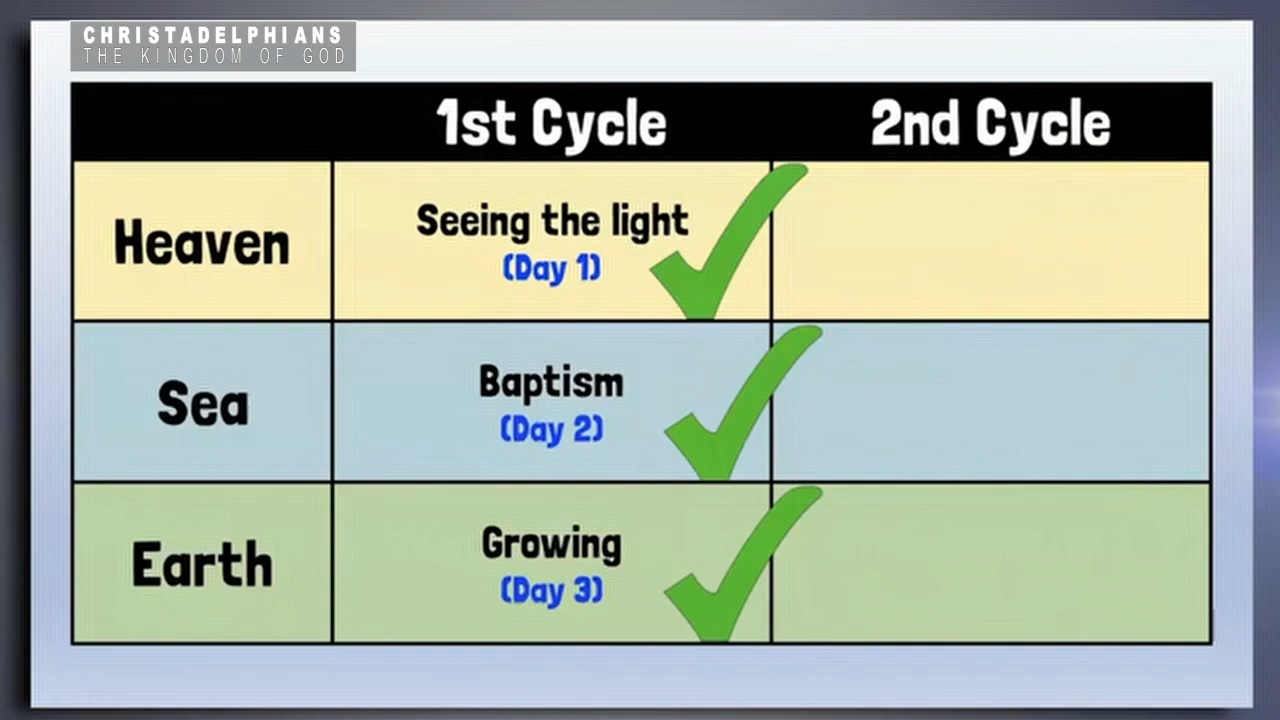 CHRISTADELPHIANS
THE KINGDOM OF GOD
1st Cycle
2nd Cycle
Heaven
Seeing the light
(Day 1)
Sea
Baptism
(Day 2)
Earth
Growing
(Day 3)